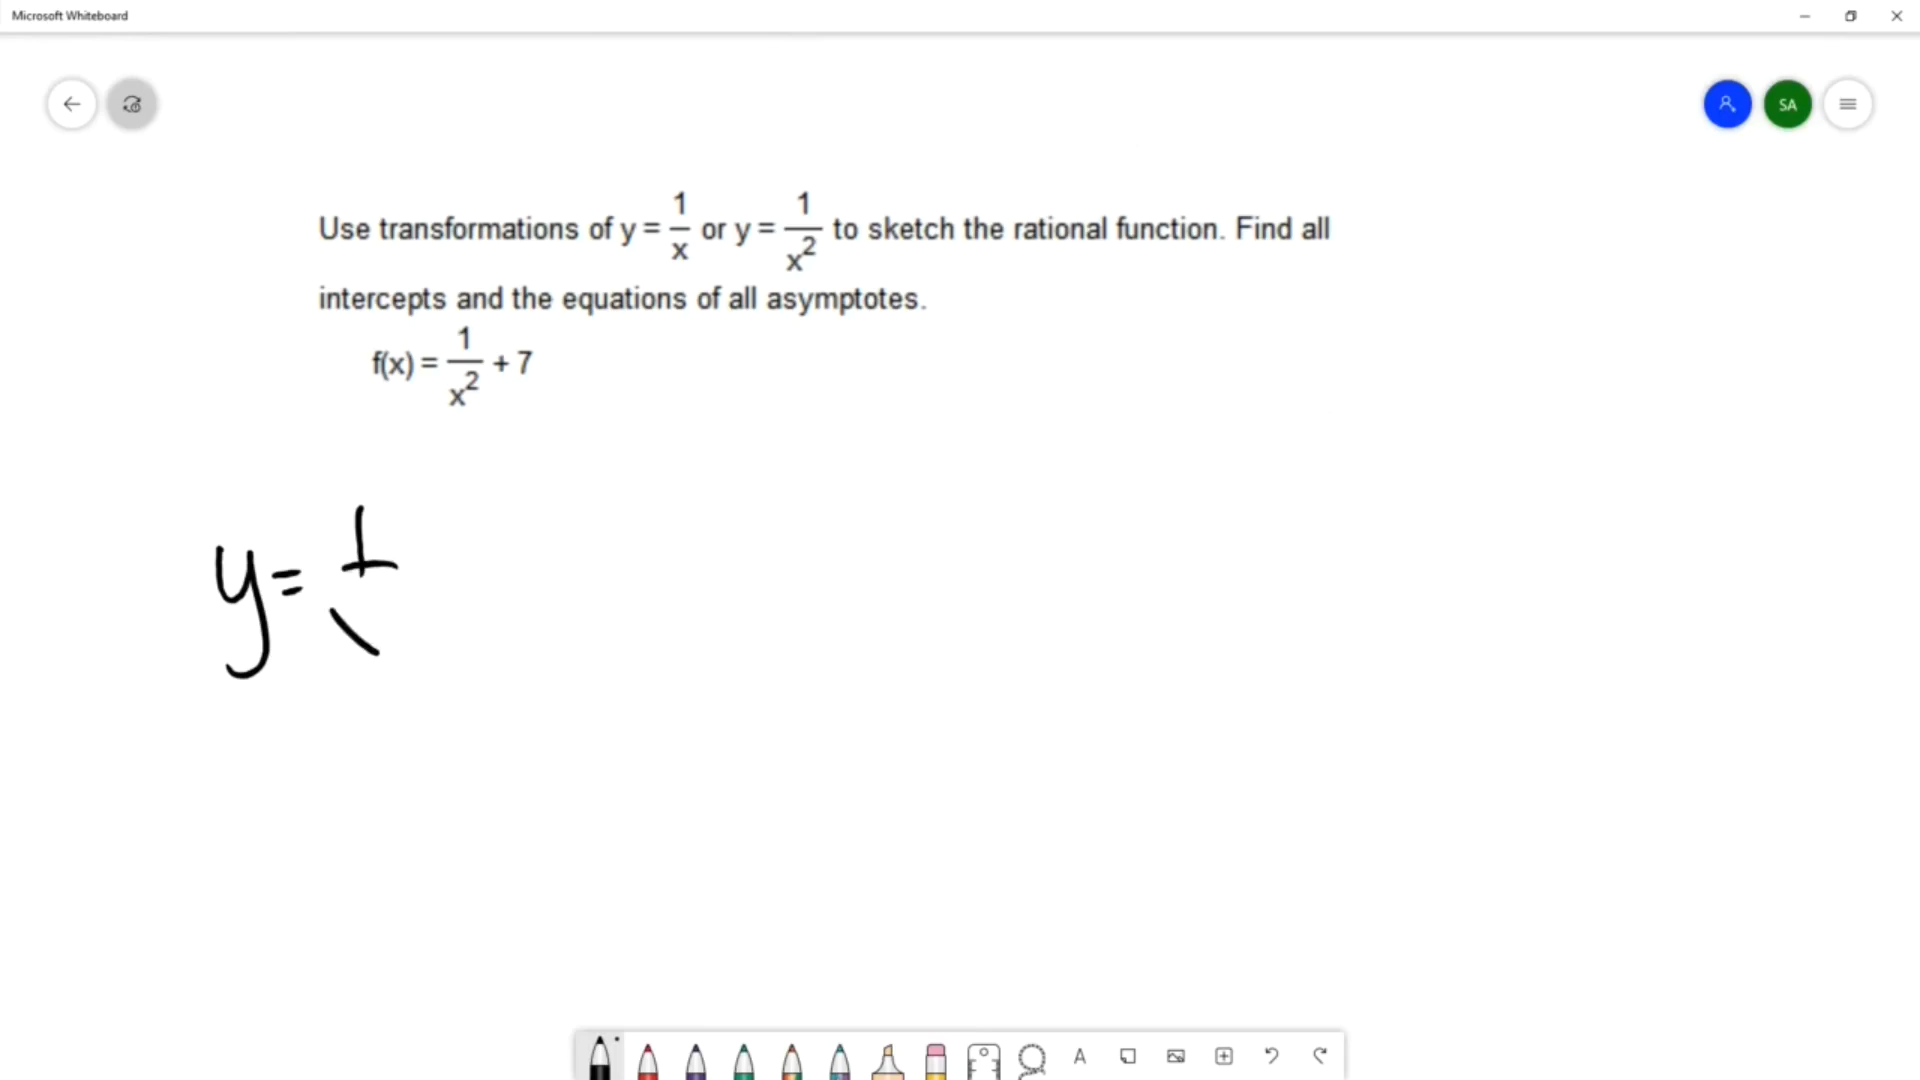 Microsoft Whiteboard
SA
Use transformations of y = 1/x or y = 1/x² to sketch the rational function. Find all
intercepts and the equations of all asymptotes.
f(x) = 1/x² + 7
y = 1
A